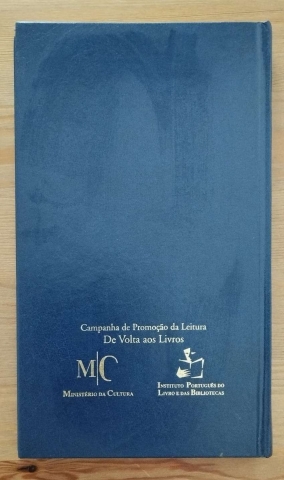 Campanha de Promoção da Leitura
De Volta aos Livros
M|C
Ministério da Cultura
Instituto Português do
Livro e das Bibliotecas